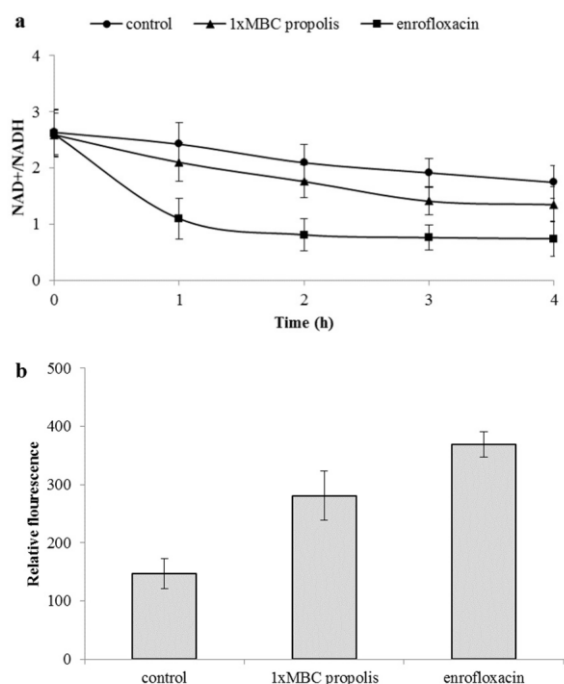 a
control 1xMBC propolis enrofloxacin
4
3
2
1
0
NAD+/NADH
0 1 2 3 4
Time (h)
b
500
400
300
200
100
0
Relative flourescence
control 1xMBC propolis enrofloxacin